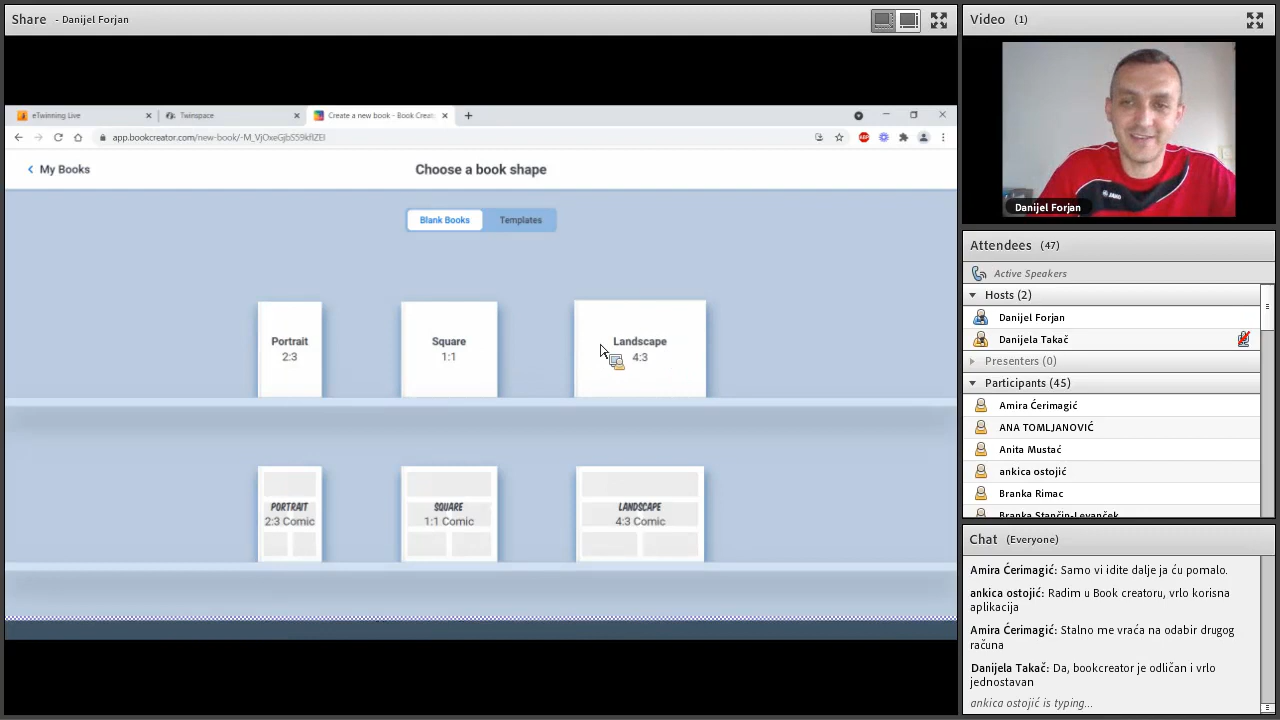 Share - Danijel Forjan
eTwinning Live
Twinspace
Create a new book - Book Creat
app.bookcreator.com/new-book/
My Books
Choose a book shape
Blank Books Templates
Portrait
2:3
Square
1:1
Landscape
4:3
PORTRAIT
2:3 Comic
SQUARE
1:1 Comic
LANDSCAPE
4:3 Comic
Video (1)
JAKO
Danijel Forjan
Attendees (47)
Active Speakers
Hosts (2)
Danijel Forjan
Danijela Takač
Presenters (0)
Participants (45)
Amira Ćerimagić
ANA TOMLJANOVIĆ
Anita Mustać
ankica ostojić
Branka Rimac
Branka Stančin-Levanček
Chat (Everyone)
Amira Ćerimagić: Samo vi idite dalje ja ću pomalo.
ankica ostojić: Radim u Book creatoru, vrlo korisna
aplikacija
Amira Ćerimagić: Stalno me vraća na odabir drugog
računa
Danijela Takač: Da, bookcreator je odličan i vrlo
jednostavan
ankica ostojić is typing...